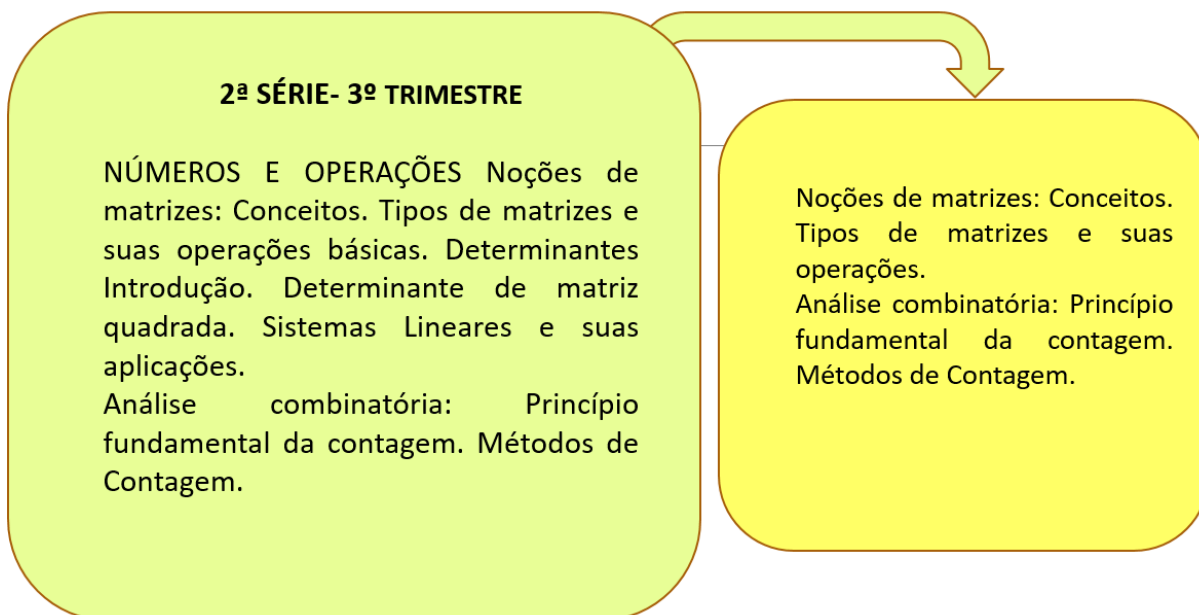 2ª SÉRIE- 3º TRIMESTRE
NÚMEROS E OPERAÇÕES Noções de
matrizes: Conceitos. Tipos de matrizes e
suas operações básicas. Determinantes
Introdução. Determinante de matriz
quadrada. Sistemas Lineares e suas
aplicações.
Análise combinatória: Princípio
fundamental da contagem. Métodos de
Contagem.
Noções de matrizes: Conceitos.
Tipos de matrizes e suas
operações.
Análise combinatória: Princípio
fundamental da contagem.
Métodos de Contagem.